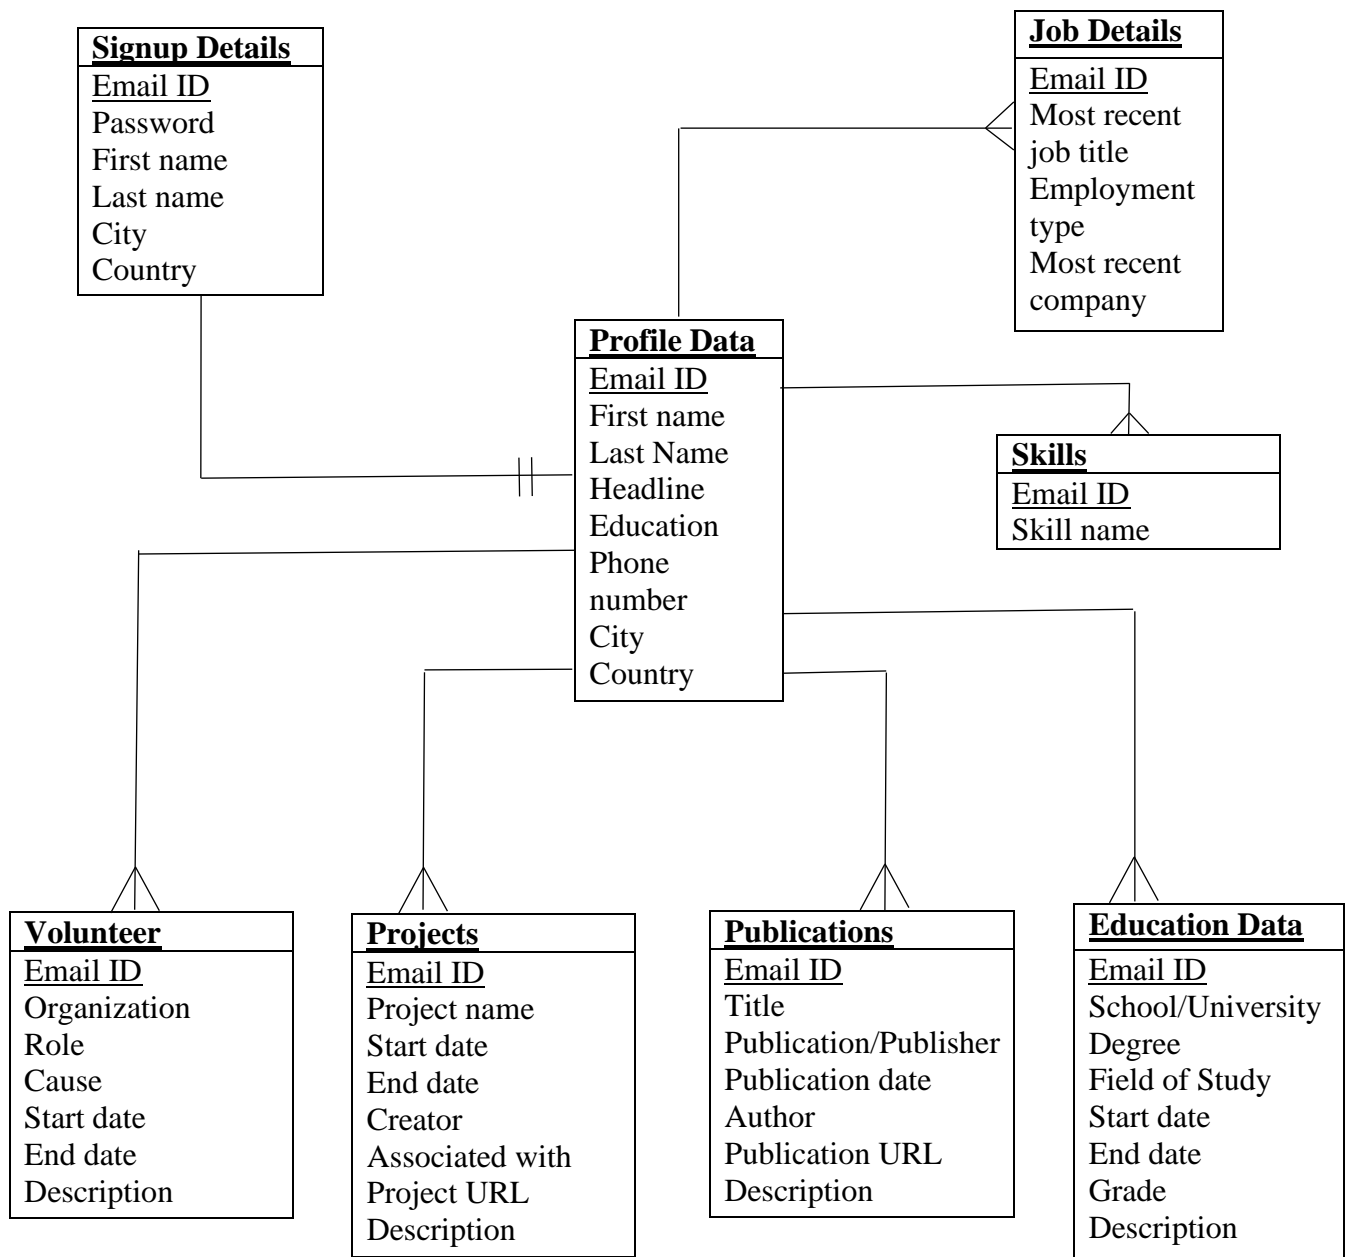 Signup Details
Email ID
Password
First name
Last name
City
Country
Job Details
Email ID
Most recent
job title
Employment
type
Most recent
company
Profile Data
Email ID
First name
Last Name
Headline
Education
Phone
number
City
Country
Skills
Email ID
Skill name
Volunteer
Email ID
Organization
Role
Cause
Start date
End date
Description
Projects
Email ID
Project name
Start date
End date
Creator
Associated with
Project URL
Description
Publications
Email ID
Title
Publication/Publisher
Publication date
Author
Publication URL
Description
Education Data
Email ID
School/University
Degree
Field of Study
Start date
End date
Grade
Description